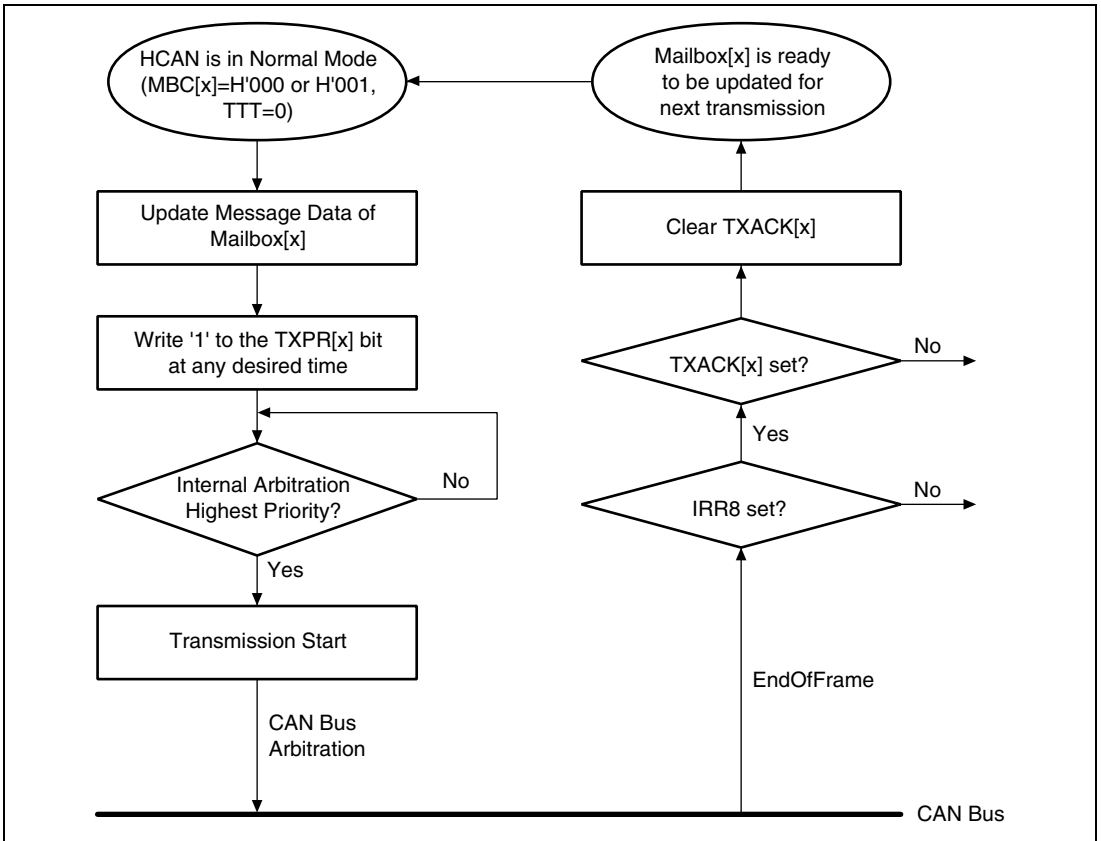 HCAN is in Normal Mode
(MBC[x]=H'000 or H'001,
TTT=0)
Update Message Data of
Mailbox[x]
Write '1' to the TXPR[x] bit
at any desired time
Internal Arbitration
Highest Priority?
No
Yes
Transmission Start
CAN Bus
Arbitration
Mailbox[x] is ready
to be updated for
next transmission
Clear TXACK[x]
TXACK[x] set?
No
Yes
IRR8 set?
No
EndOfFrame
CAN Bus